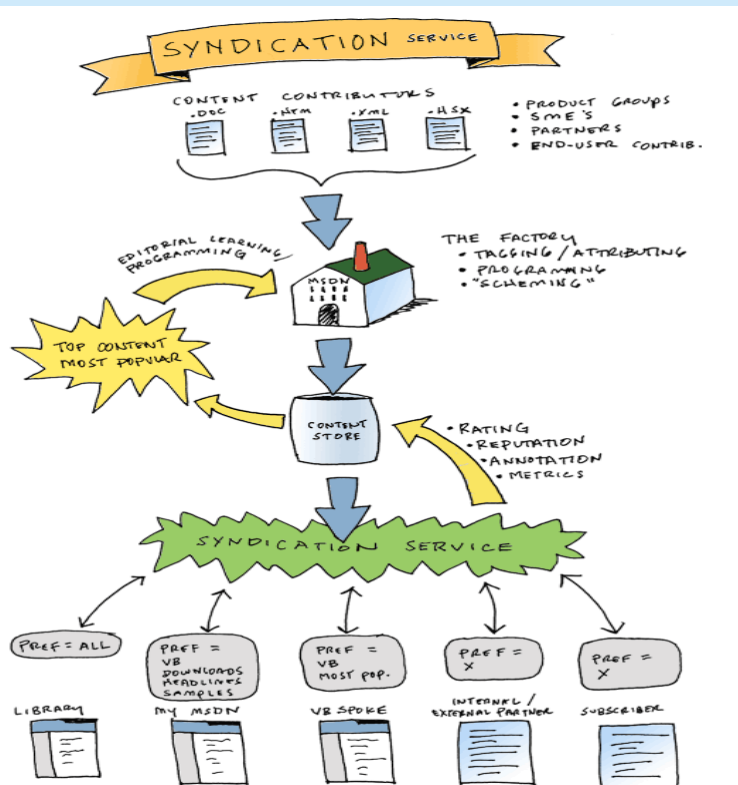 SYNDICATION SERVICE
CONTENT CONTRIBUTORS
.DOC
.HTM
.XML
.HSX
• PRODUCT GROUPS
• SME'S
• PARTNERS
• END-USER CONTRIB.
EDITORIAL LEARNING/
PROGRAMMING
MSDN
THE FACTORY
• TAGGING/ATTRIBUTING
• PROGRAMMING
• "SCHEMING"
TOP CONTENT
MOST POPULAR
CONTENT
STORE
• RATING
• REPUTATION
• ANNOTATION
• METRICS
SYNDICATION SERVICE
PREF = ALL
PREF =
VB
DOWNLOADS
HEADLINES
SAMPLES
PREF =
VB
MOST POP.
PREF =
X
PREF =
X
LIBRARY
MY MSDN
VB SPOKE
INTERNAL/
EXTERNAL PARTNER
SUBSCRIBER